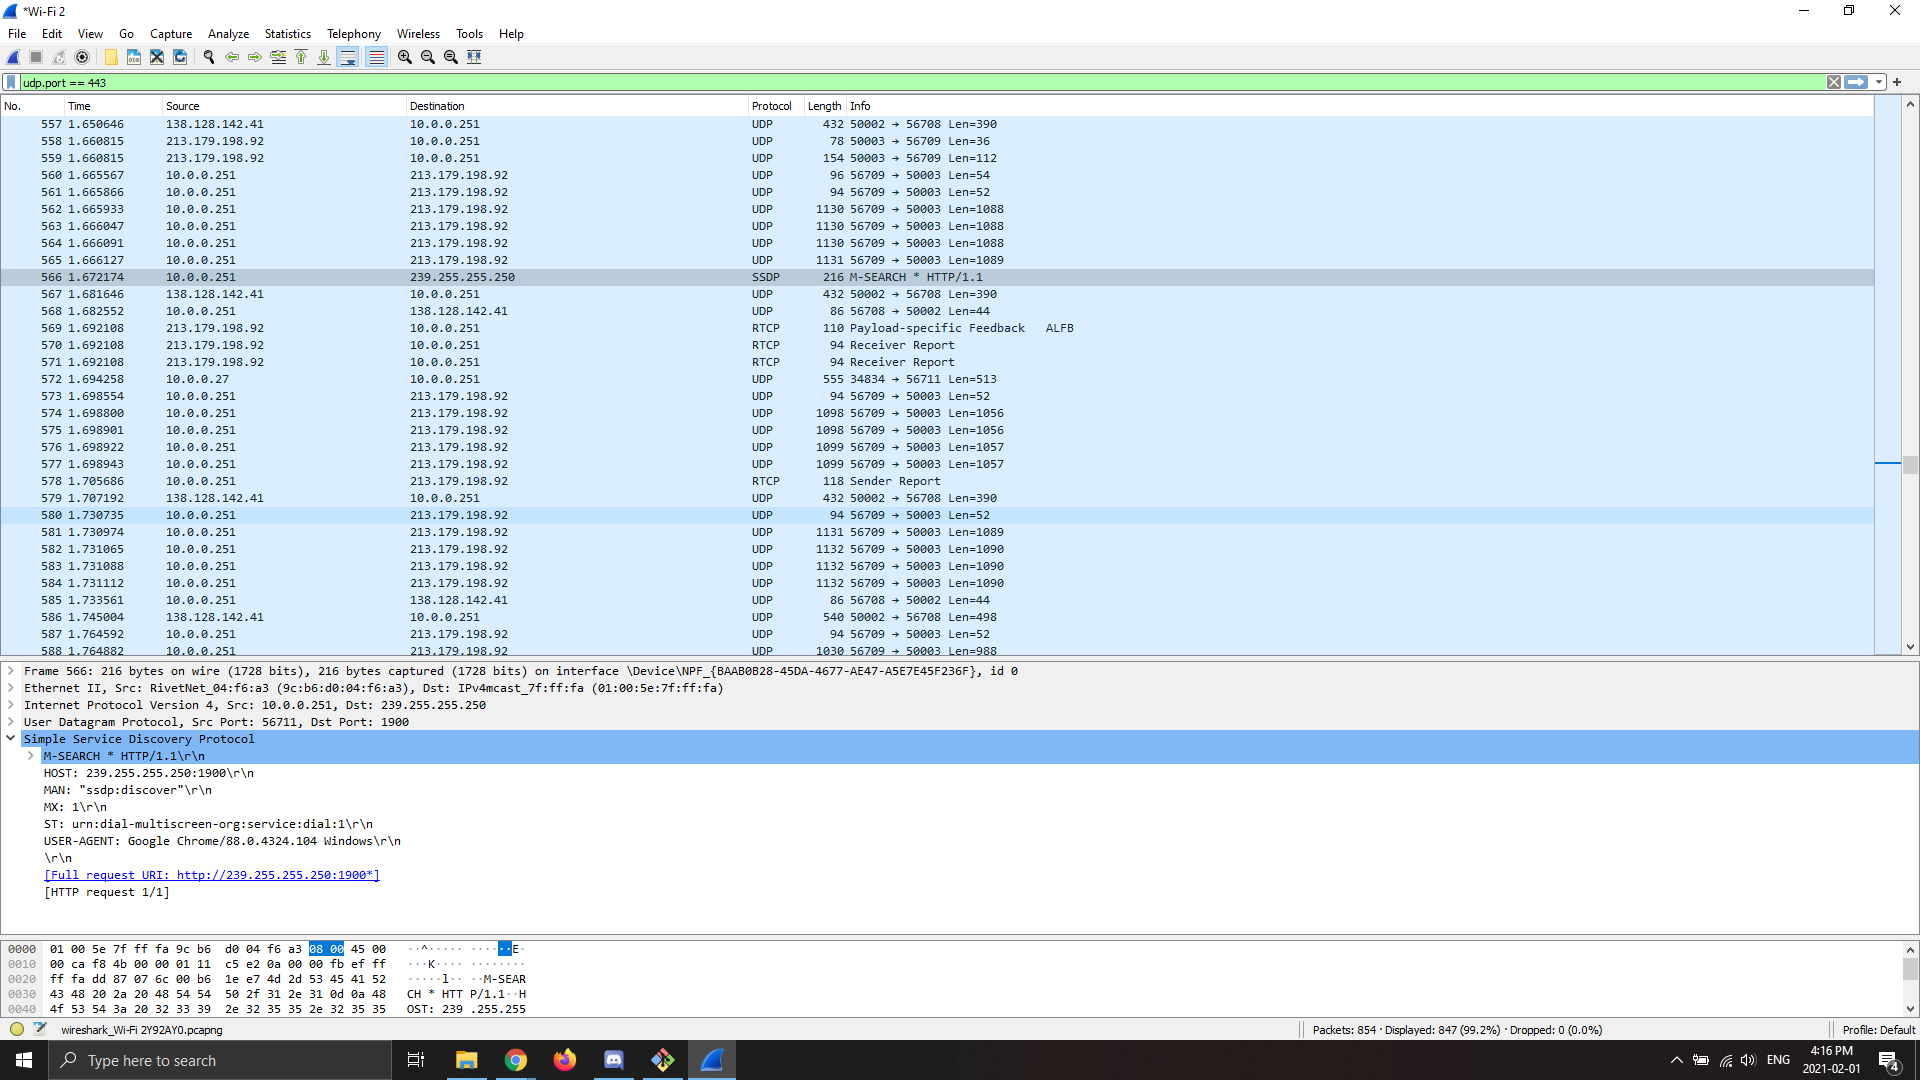 *Wi-Fi 2
File Edit View Go Capture Analyze Statistics Telephony Wireless Tools Help
udp.port == 443
No. Time Source Destination Protocol Length Info
557 1.650646 138.128.142.41 10.0.0.251 UDP 432 50002 → 56708 Len=390
558 1.660815 213.179.198.92 10.0.0.251 UDP 78 50003 → 56709 Len=36
559 1.660815 213.179.198.92 10.0.0.251 UDP 154 50003 → 56709 Len=112
560 1.665567 10.0.0.251 213.179.198.92 UDP 96 56709 → 50003 Len=54
561 1.665866 10.0.0.251 213.179.198.92 UDP 94 56709 → 50003 Len=52
562 1.665933 10.0.0.251 213.179.198.92 UDP 1130 56709 → 50003 Len=1088
563 1.666047 10.0.0.251 213.179.198.92 UDP 1130 56709 → 50003 Len=1088
564 1.666091 10.0.0.251 213.179.198.92 UDP 1130 56709 → 50003 Len=1088
565 1.666127 10.0.0.251 213.179.198.92 UDP 1131 56709 → 50003 Len=1089
566 1.672174 10.0.0.251 239.255.255.250 SSDP 216 M-SEARCH * HTTP/1.1
567 1.681646 138.128.142.41 10.0.0.251 UDP 432 50002 → 56708 Len=390
568 1.682552 10.0.0.251 138.128.142.41 UDP 86 56708 → 50002 Len=44
569 1.692108 213.179.198.92 10.0.0.251 RTCP 110 Payload-specific Feedback ALFB
570 1.692108 213.179.198.92 10.0.0.251 RTCP 94 Receiver Report
571 1.692108 213.179.198.92 10.0.0.251 RTCP 94 Receiver Report
572 1.694258 10.0.0.27 10.0.0.251 UDP 555 34834 → 56711 Len=513
573 1.698554 10.0.0.251 213.179.198.92 UDP 94 56709 → 50003 Len=52
574 1.698800 10.0.0.251 213.179.198.92 UDP 1098 56709 → 50003 Len=1056
575 1.698901 10.0.0.251 213.179.198.92 UDP 1098 56709 → 50003 Len=1056
576 1.698922 10.0.0.251 213.179.198.92 UDP 1099 56709 → 50003 Len=1057
577 1.698943 10.0.0.251 213.179.198.92 UDP 1099 56709 → 50003 Len=1057
578 1.705686 10.0.0.251 213.179.198.92 RTCP 118 Sender Report
579 1.707192 138.128.142.41 10.0.0.251 UDP 432 50002 → 56708 Len=390
580 1.730735 10.0.0.251 213.179.198.92 UDP 94 56709 → 50003 Len=52
581 1.730974 10.0.0.251 213.179.198.92 UDP 1131 56709 → 50003 Len=1089
582 1.731065 10.0.0.251 213.179.198.92 UDP 1132 56709 → 50003 Len=1090
583 1.731088 10.0.0.251 213.179.198.92 UDP 1132 56709 → 50003 Len=1090
584 1.731112 10.0.0.251 213.179.198.92 UDP 1132 56709 → 50003 Len=1090
585 1.733561 10.0.0.251 138.128.142.41 UDP 86 56708 → 50002 Len=44
586 1.745004 138.128.142.41 10.0.0.251 UDP 540 50002 → 56708 Len=498
587 1.764592 10.0.0.251 213.179.198.92 UDP 94 56709 → 50003 Len=52
588 1.764882 10.0.0.251 213.179.198.92 UDP 1030 56709 → 50003 Len=988
Frame 566: 216 bytes on wire (1728 bits), 216 bytes captured (1728 bits) on interface \Device\NPF_{BAAB0B28-45DA-4677-AE47-A5E7E45F236F}, id 0
Ethernet II, Src: RivetNet_04:f6:a3 (9c:b6:d0:04:f6:a3), Dst: IPv4mcast_7f:ff:fa (01:00:5e:7f:ff:fa)
Internet Protocol Version 4, Src: 10.0.0.251, Dst: 239.255.255.250
User Datagram Protocol, Src Port: 56711, Dst Port: 1900
Simple Service Discovery Protocol
M-SEARCH * HTTP/1.1\r\n
HOST: 239.255.255.250:1900\r\n
MAN: "ssdp:discover"\r\n
MX: 1\r\n
ST: urn:dial-multiscreen-org:service:dial:1\r\n
USER-AGENT: Google Chrome/88.0.4324.104 Windows\r\n
\r\n
[Full request URI: http://239.255.255.250:1900*]
[HTTP request 1/1]
0000 01 00 5e 7f ff fa 9c b6 d0 04 f6 a3 08 00 45 00 ··^····· ······E·
0010 00 ca f8 4b 00 00 01 11 c5 e2 0a 00 00 fb ef ff ···K···· ········
0020 ff fa dd 87 07 6c 00 b6 1e e7 4d 2d 53 45 41 52 ·····l·· ··M-SEAR
0030 43 48 20 2a 20 48 54 54 50 2f 31 2e 31 0d 0a 48 CH * HTT P/1.1··H
0040 4f 53 54 3a 20 32 33 39 2e 32 35 35 2e 32 35 35 OST: 239 .255.255
wireshark_Wi-Fi 2Y92AY0.pcapng Packets: 854 · Displayed: 847 (99.2%) · Dropped: 0 (0.0%) Profile: Default
Type here to search ENG 4:16 PM
2021-02-01 4